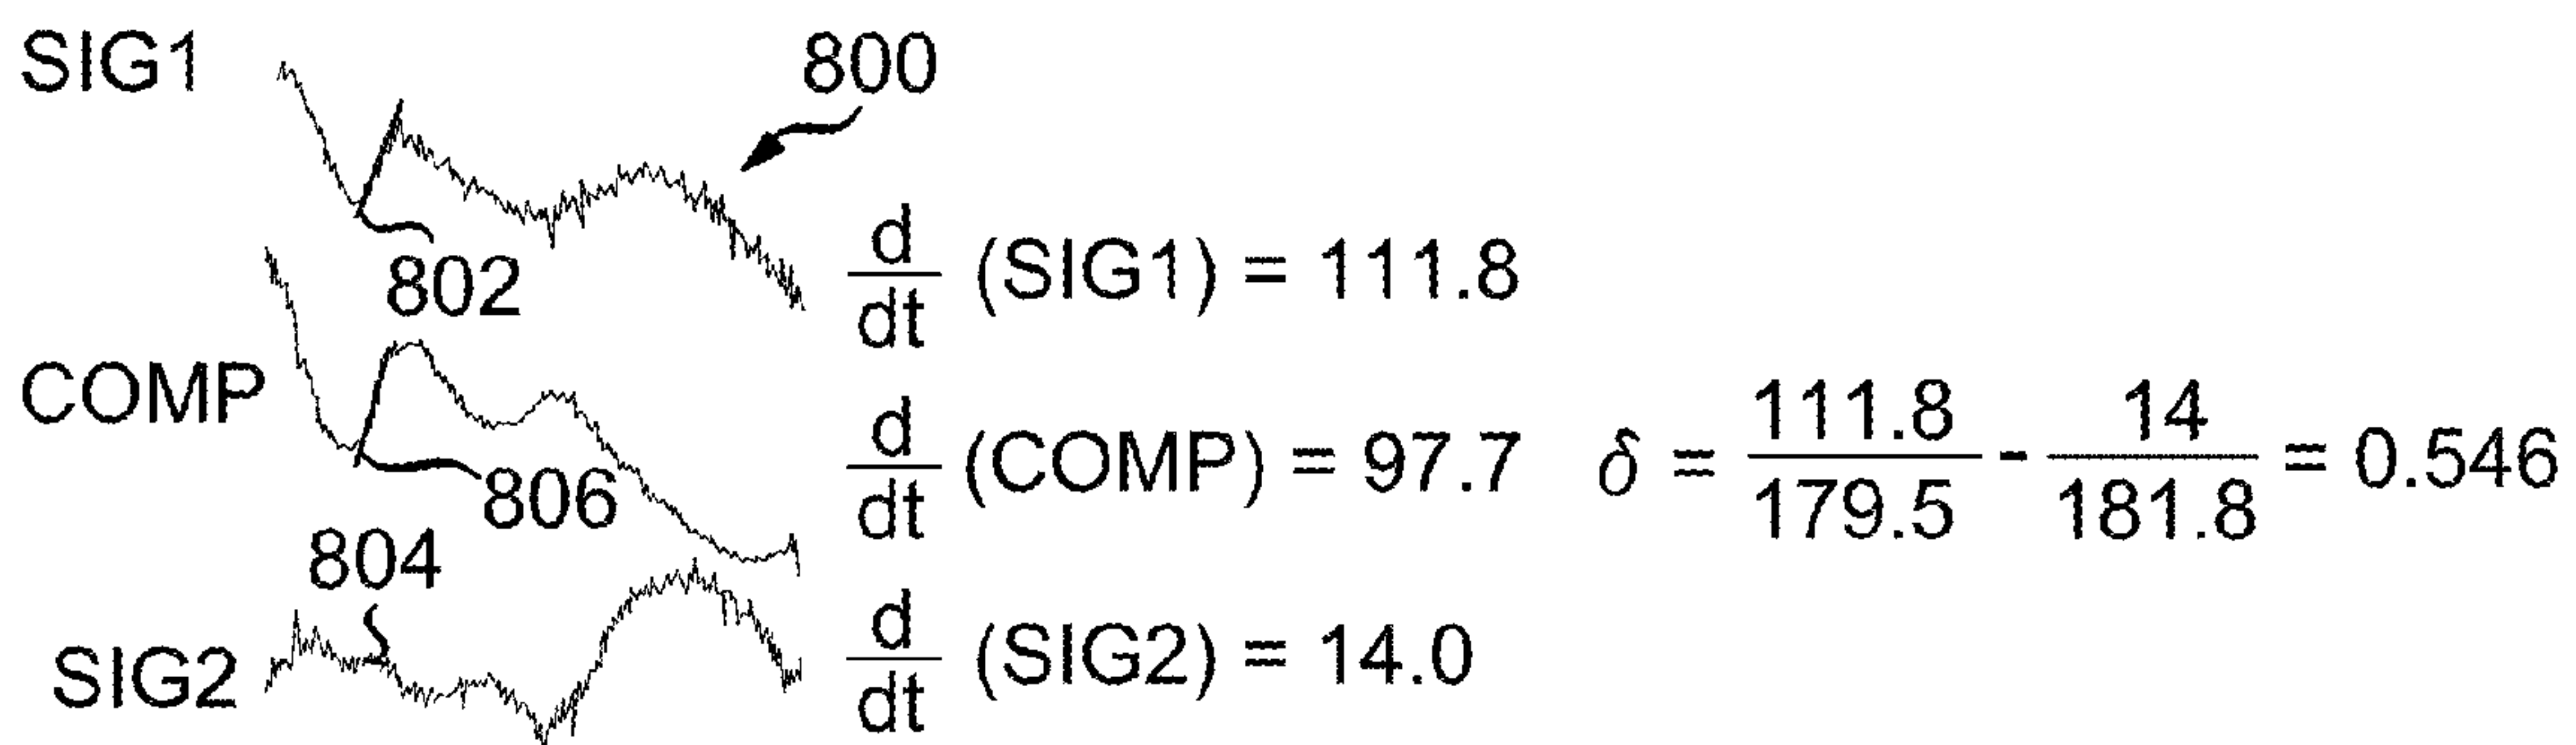 SIG1
800
802
d/dt (SIG1) = 111.8
COMP
806
d/dt (COMP) = 97.7
δ = 111.8/179.5 - 14/181.8 = 0.546
804
SIG2
d/dt (SIG2) = 14.0